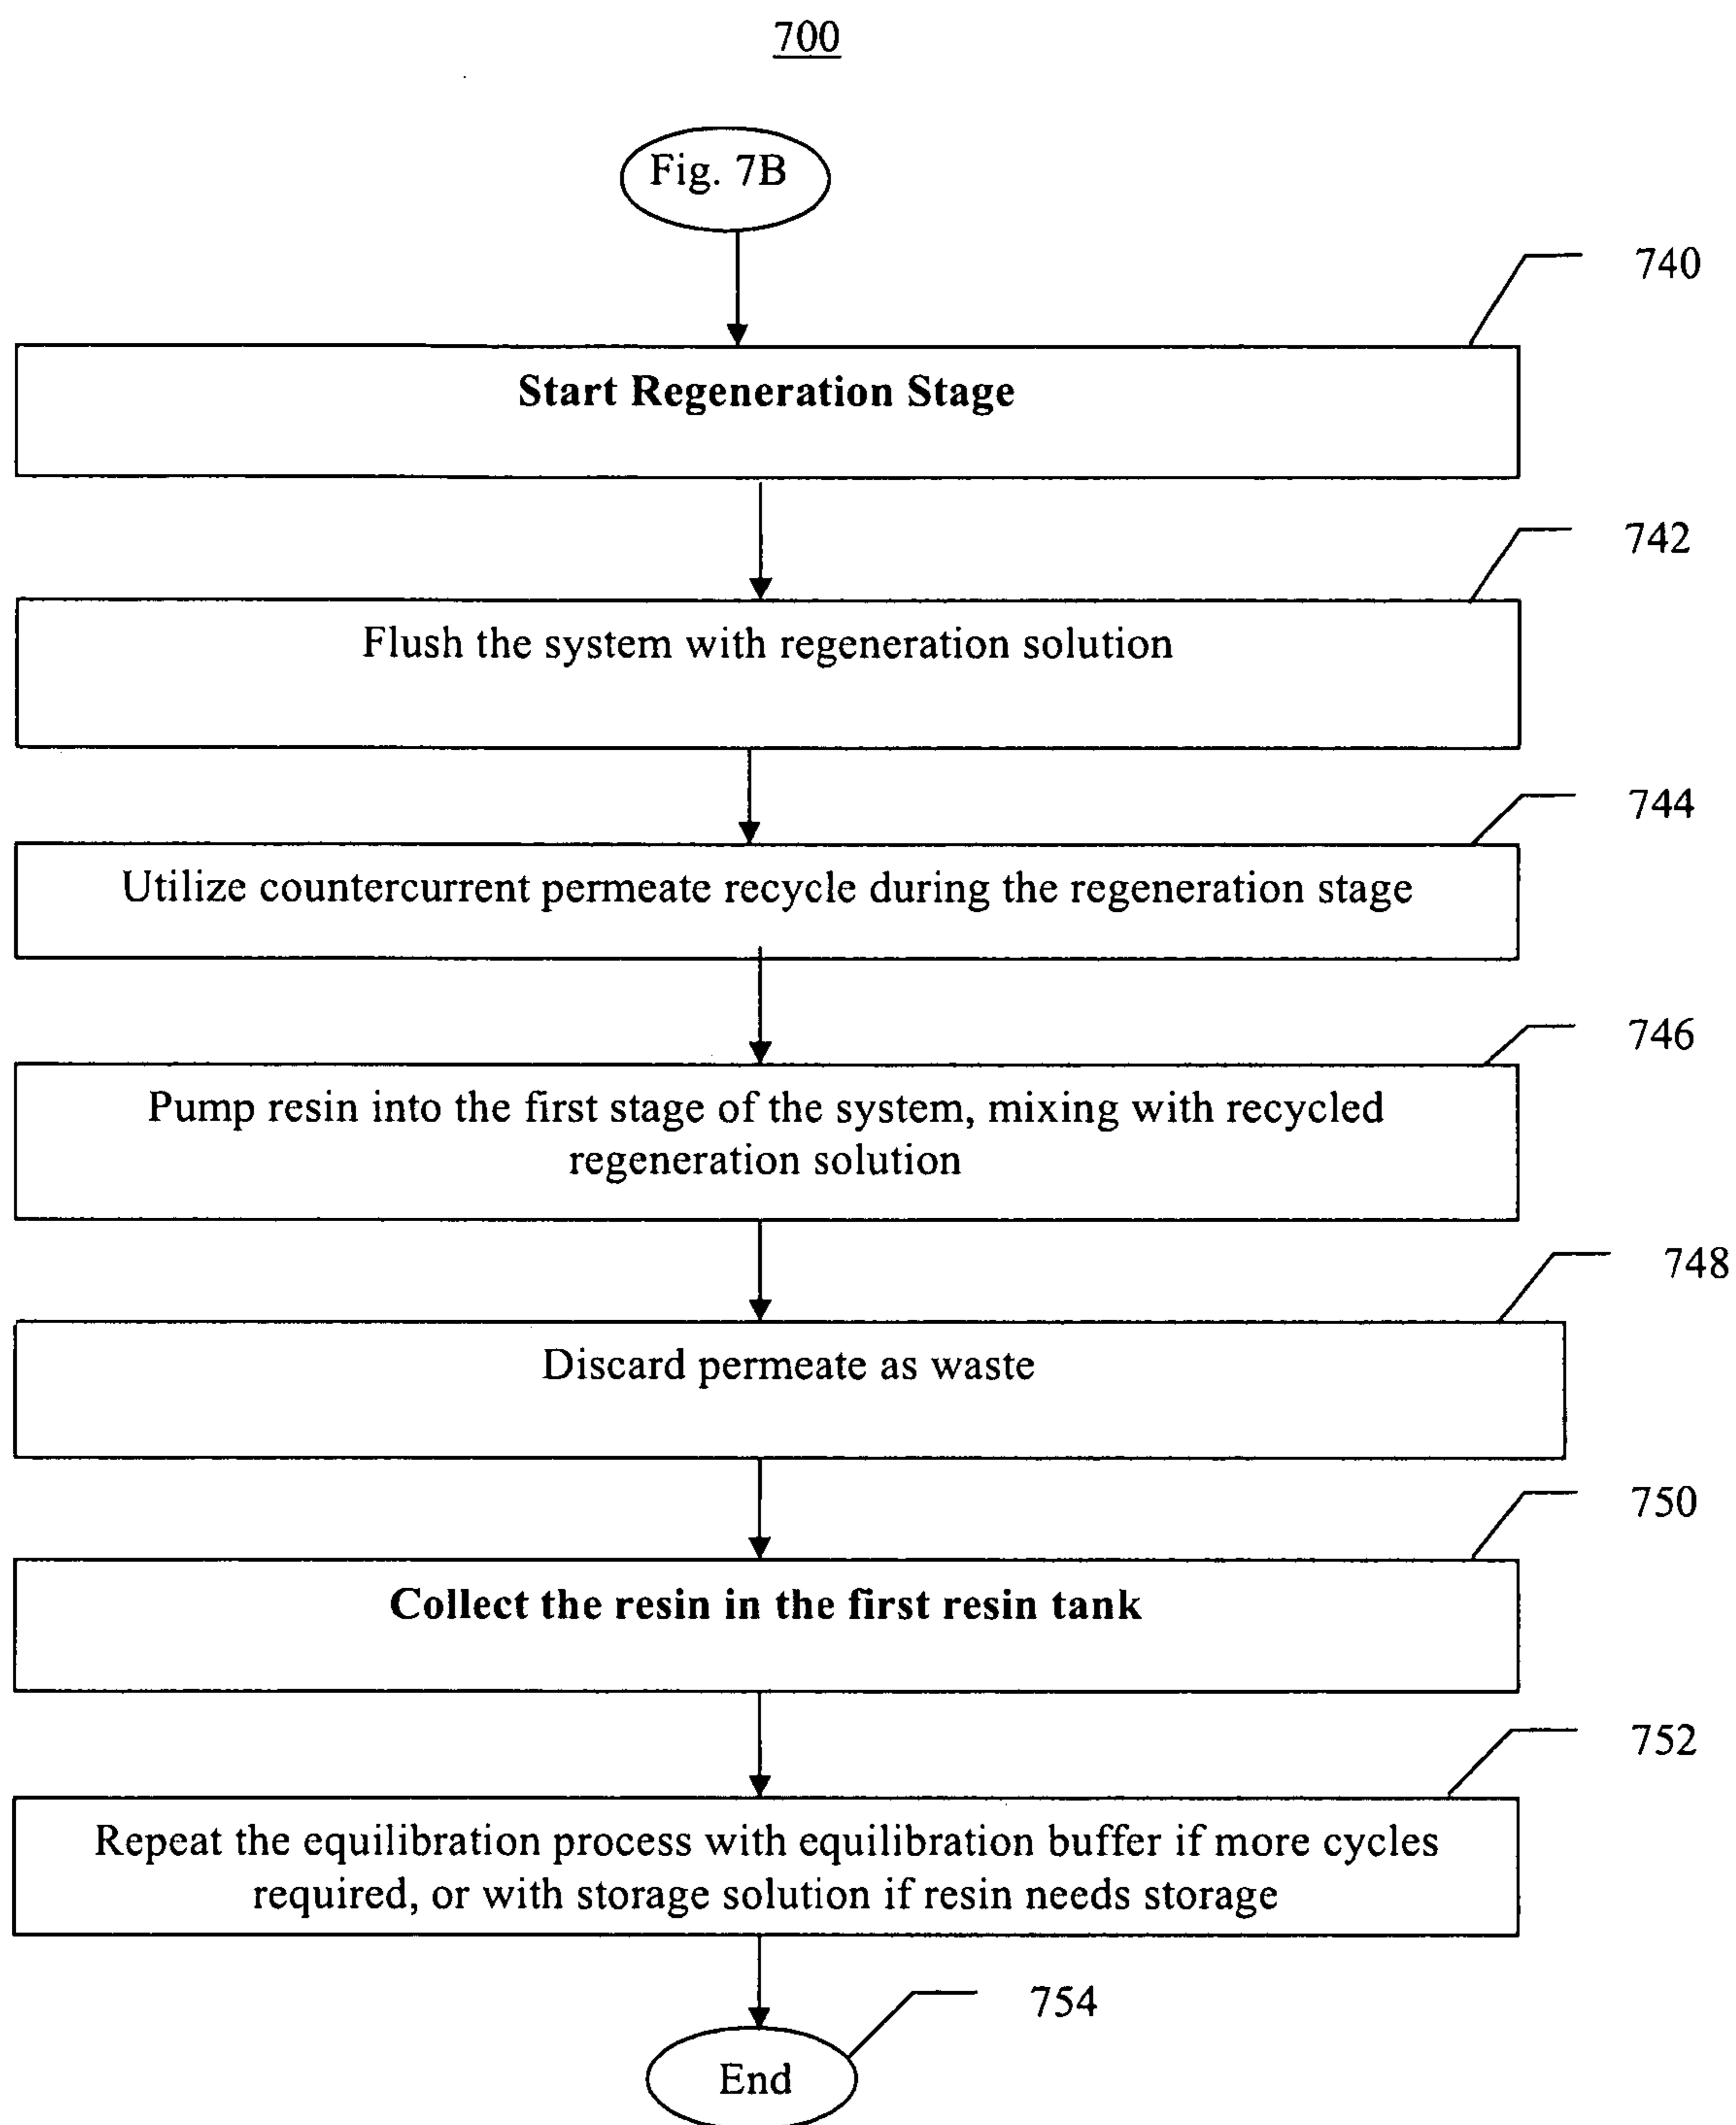 700
Fig. 7B
740
Start Regeneration Stage
742
Flush the system with regeneration solution
744
Utilize countercurrent permeate recycle during the regeneration stage
746
Pump resin into the first stage of the system, mixing with recycled
regeneration solution
748
Discard permeate as waste
750
Collect the resin in the first resin tank
752
Repeat the equilibration process with equilibration buffer if more cycles
required, or with storage solution if resin needs storage
754
End